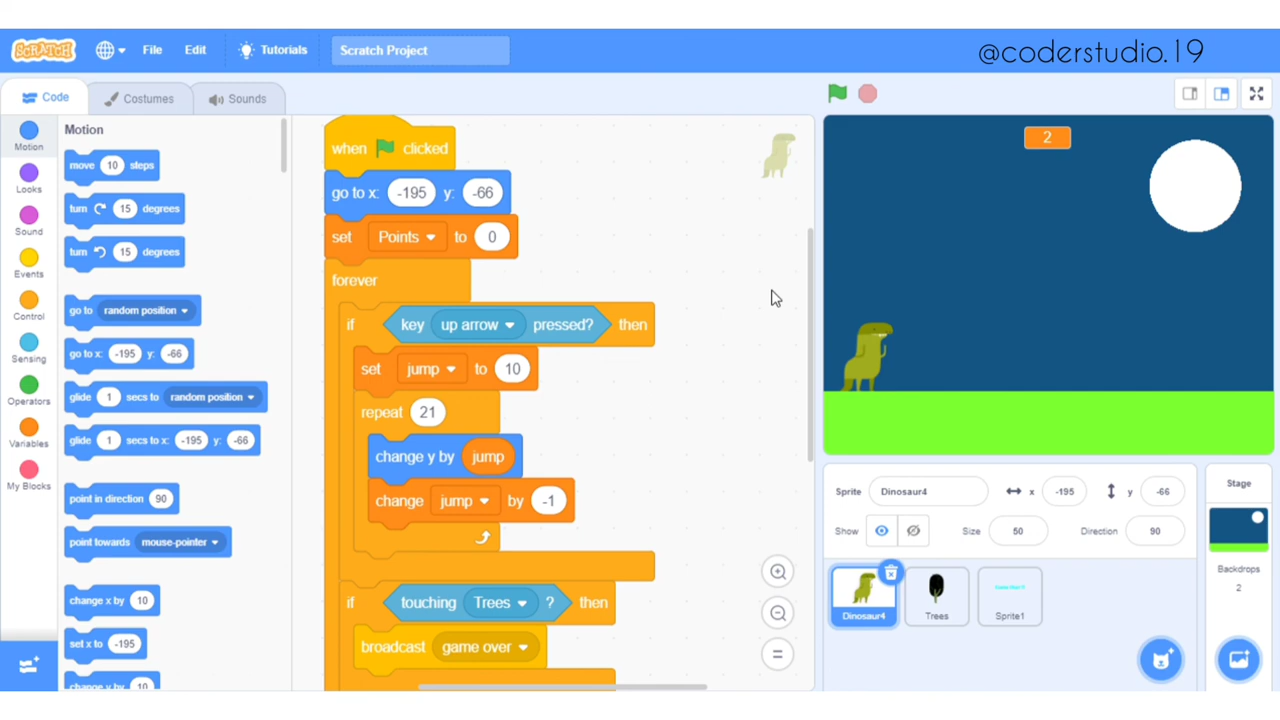 @coderstudio.19
SCRATCH File Edit Tutorials Scratch Project
Code Costumes Sounds
Motion
Looks
Sound
Events
Control
Sensing
Operators
Variables
My Blocks
Motion
move 10 steps
turn 15 degrees
turn 15 degrees
go to random position
go to x: -195 y: -66
glide 1 secs to random position
glide 1 secs to x: -195 y: -66
point in direction 90
point towards mouse-pointer
change x by 10
set x to -195
change y by 10
when clicked
go to x: -195 y: -66
set Points to 0
forever
if key up arrow pressed? then
set jump to 10
repeat 21
change y by jump
change jump by -1
if touching Trees ? then
broadcast game over
2
Sprite Dinosaur4 x -195 y -66
Show Size 50 Direction 90
Dinosaur4 Trees Sprite1
Stage
Backdrops
2